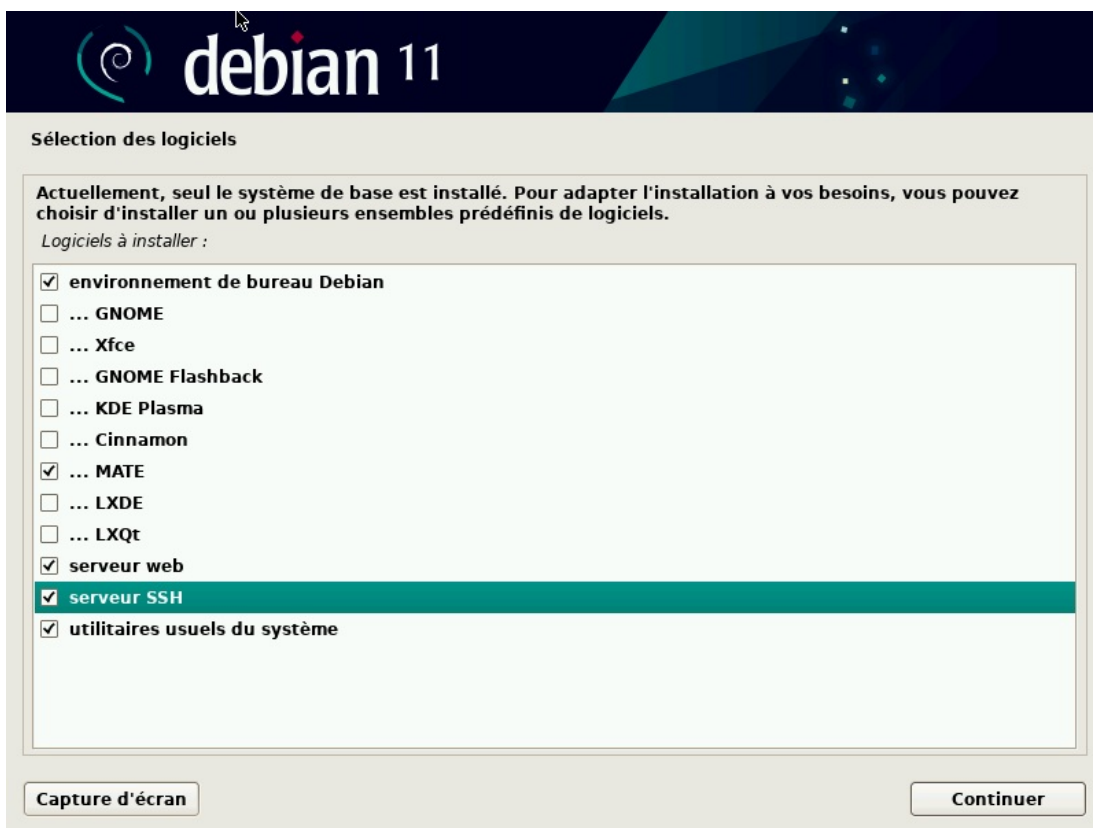 debian 11
Sélection des logiciels
Actuellement, seul le système de base est installé. Pour adapter l'installation à vos besoins, vous pouvez
choisir d'installer un ou plusieurs ensembles prédéfinis de logiciels.
Logiciels à installer :
environnement de bureau Debian
... GNOME
... Xfce
... GNOME Flashback
... KDE Plasma
... Cinnamon
... MATE
... LXDE
... LXQt
serveur web
serveur SSH
utilitaires usuels du système
Capture d'écran
Continuer